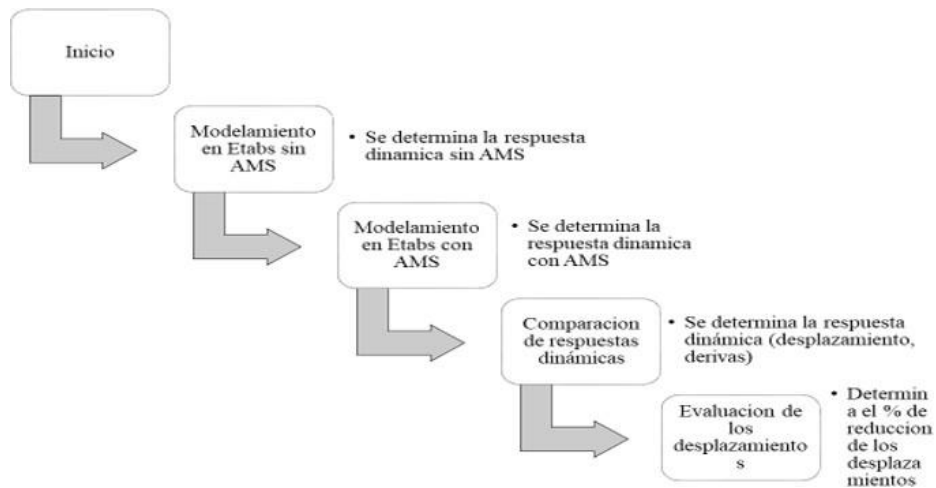 Inicio
Modelamiento
en Etabs sin
AMS
• Se determina la respuesta
dinamica sin AMS
Modelamiento
en Etabs con
AMS
• Se determina la
respuesta dinamica
con AMS
Comparacion
de respuestas
dinámicas
• Se determina la respuesta
dinámica (desplazamiento,
derivas)
Evaluacion de
los
desplazamiento
s
• Determin
a el % de
reduccion
de los
desplaza
mientos